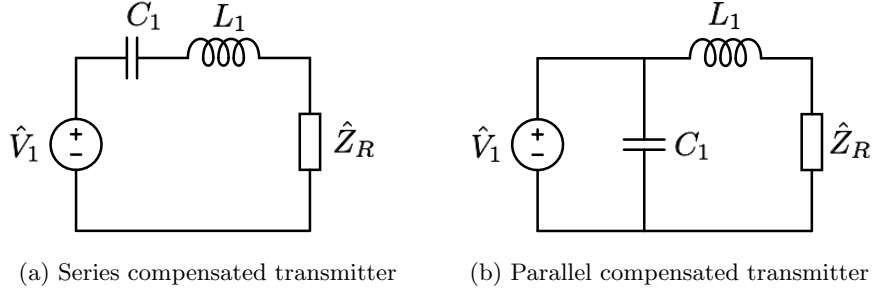 C₁ L₁
V̂₁ + − Ẑ_R
(a) Series compensated transmitter
L₁
V̂₁ + − C₁ Ẑ_R
(b) Parallel compensated transmitter